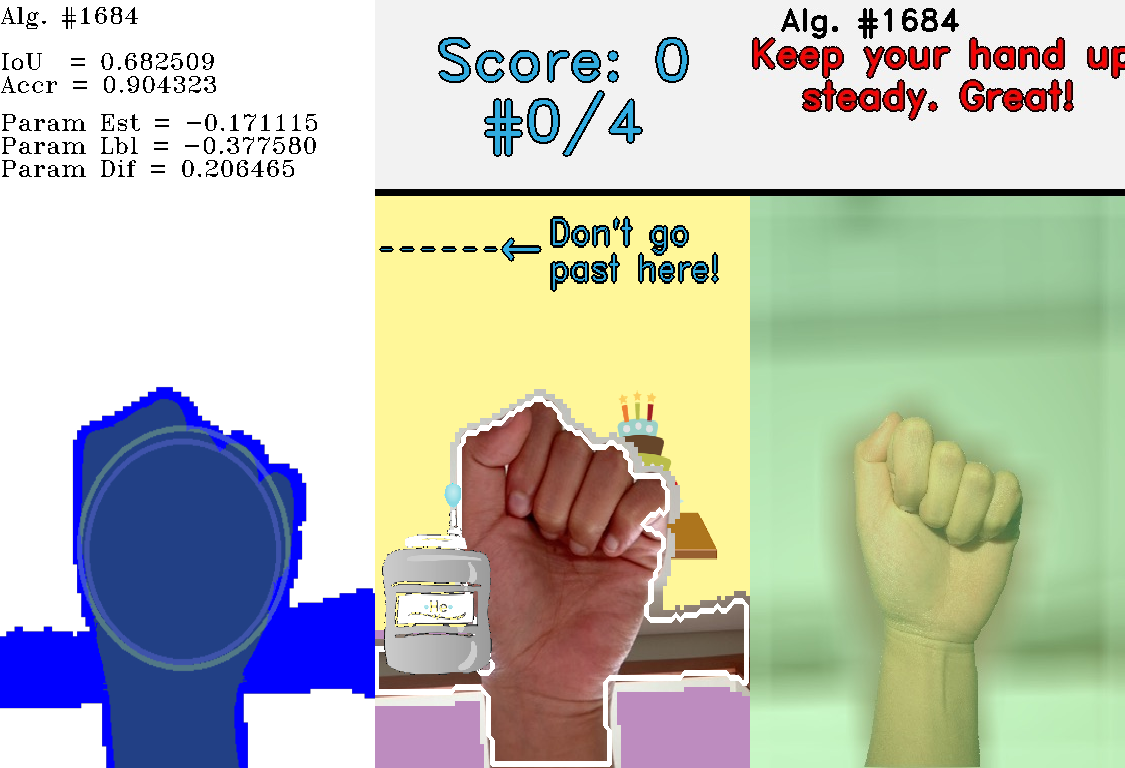 Alg. #1684
IoU = 0.682509
Accr = 0.904323
Param Est = −0.171115
Param Lbl = −0.377580
Param Dif = 0.206465
Score: 0
#0/4
Don't go
past here!
Alg. #1684
Keep your hand up
steady. Great!